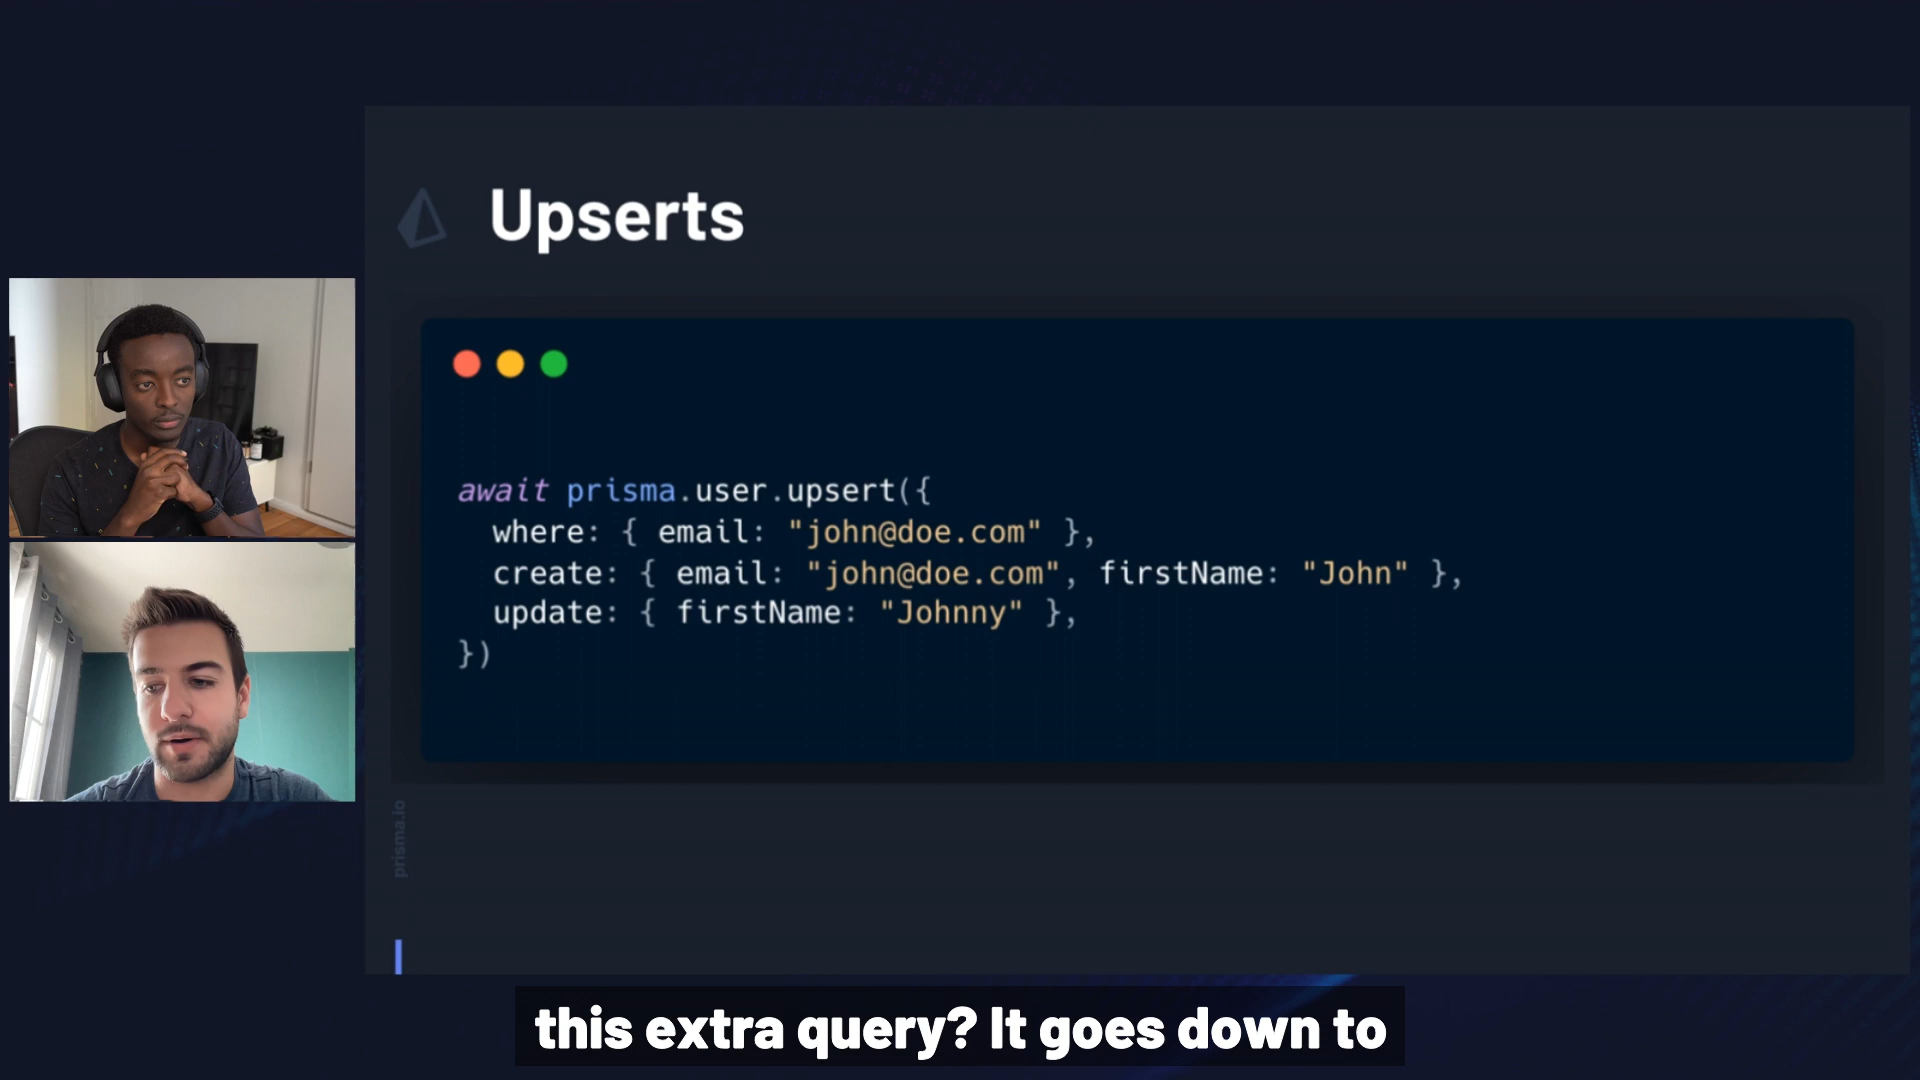 Upserts
await prisma.user.upsert({
  where: { email: "john@doe.com" },
  create: { email: "john@doe.com", firstName: "John" },
  update: { firstName: "Johnny" },
})
prisma.io
this extra query? It goes down to